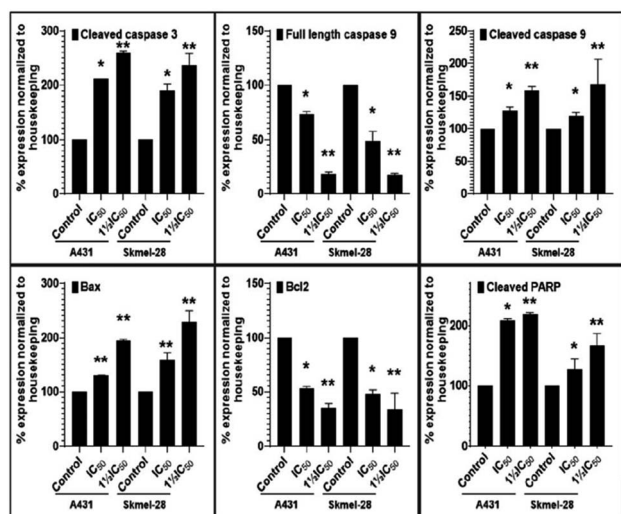 Cleaved caspase 3
% expression normalized to
housekeeping
300
200
100
0
* ** * **
Control IC50 1½IC50 Control IC50 1½IC50
A431 Skmel-28
Full length caspase 9
% expression normalized to
housekeeping
150
100
50
0
* ** * **
Control IC50 1½IC50 Control IC50 1½IC50
A431 Skmel-28
Cleaved caspase 9
% expression normalized to
housekeeping
250
200
150
100
50
0
* ** * **
Control IC50 1½IC50 Control IC50 1½IC50
A431 Skmel-28
Bax
% expression normalized to
housekeeping
300
200
100
0
** ** ** **
Control IC50 1½IC50 Control IC50 1½IC50
A431 Skmel-28
Bcl2
% expression normalized to
housekeeping
150
100
50
0
* ** * **
Control IC50 1½IC50 Control IC50 1½IC50
A431 Skmel-28
Cleaved PARP
% expression normalized to
housekeeping
200
100
0
* ** * **
Control IC50 1½IC50 Control IC50 1½IC50
A431 Skmel-28